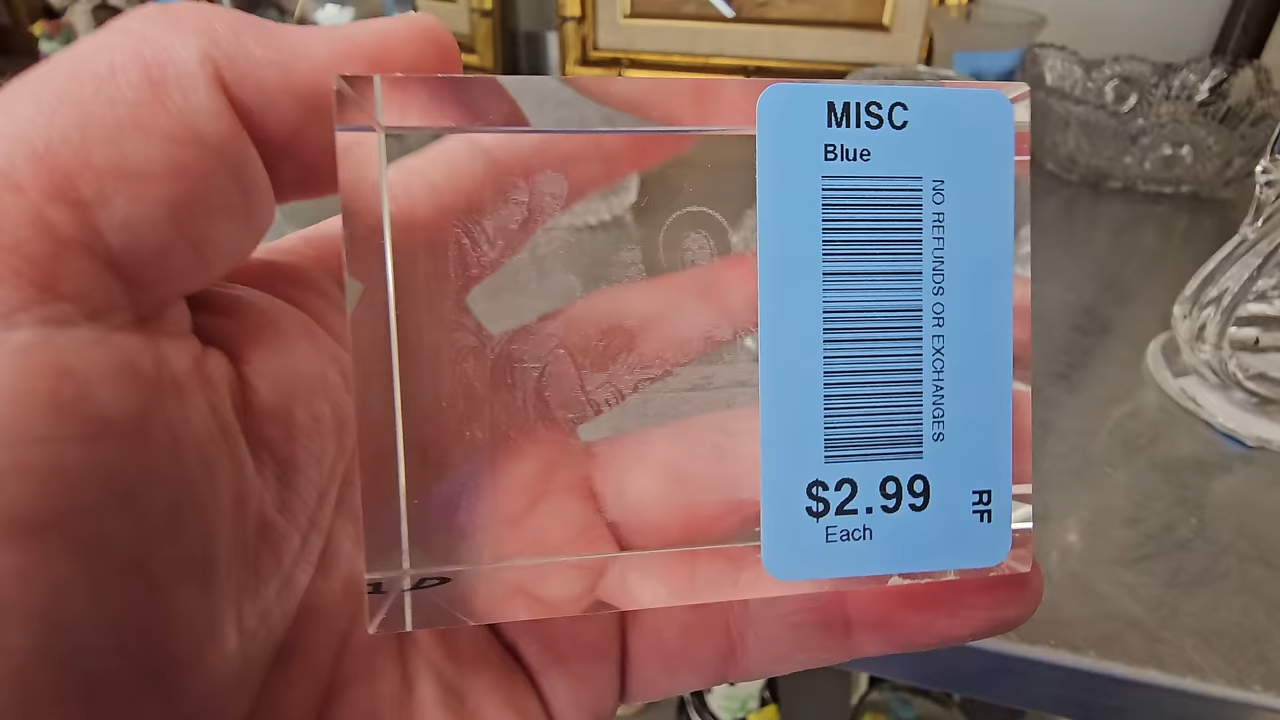 MISC
Blue
NO REFUNDS OR EXCHANGES
$2.99
Each
RF